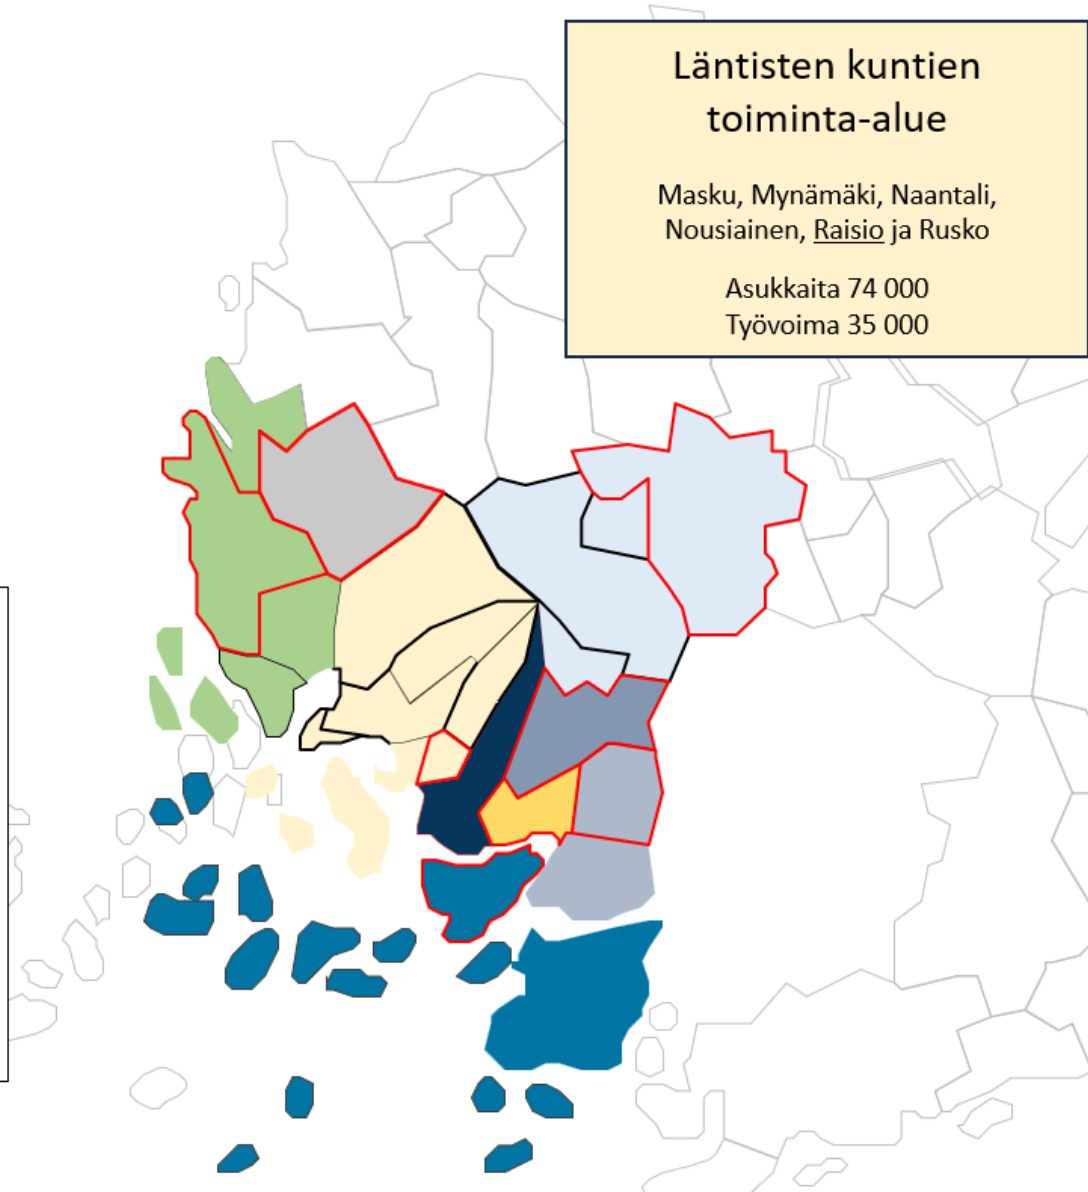 Läntisten kuntien
toiminta-alue
Masku, Mynämäki, Naantali,
Nousiainen, Raisio ja Rusko
Asukkaita 74 000
Työvoima 35 000